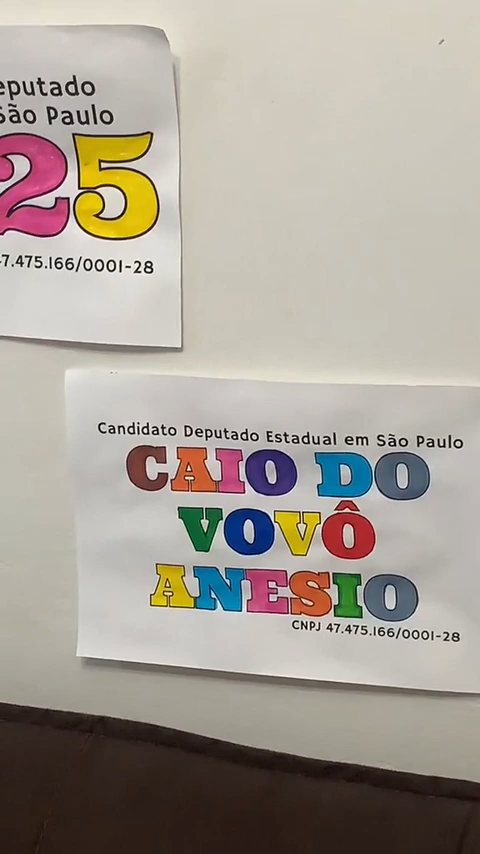 eputado
São Paulo
25
47.475.166/0001-28
Candidato Deputado Estadual em São Paulo
CAIO DO
VOVÔ
ANESIO
CNPJ 47.475.166/0001-28